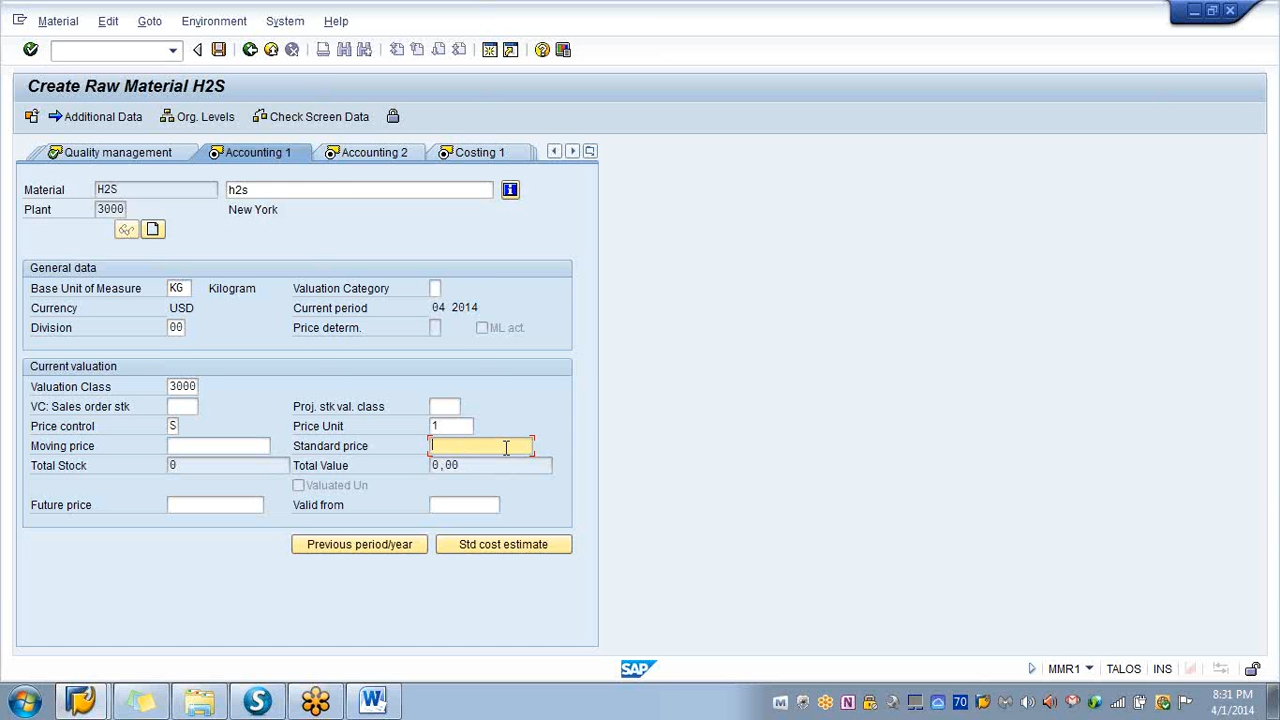 Material Edit Goto Environment System Help
Create Raw Material H2S
Additional Data Org. Levels Check Screen Data
Quality management Accounting 1 Accounting 2 Costing 1
Material H2S h2s
Plant 3000 New York
General data
Base Unit of Measure KG Kilogram Valuation Category
Currency USD Current period 04 2014
Division 00 Price determ. ML act.
Current valuation
Valuation Class 3000
VC: Sales order stk Proj. stk val. class
Price control S Price Unit 1
Moving price Standard price
Total Stock 0 Total Value 0,00
Valuated Un
Future price Valid from
Previous period/year Std cost estimate
SAP
MMR1 TALOS INS
S W N 70 8:31 PM
4/1/2014